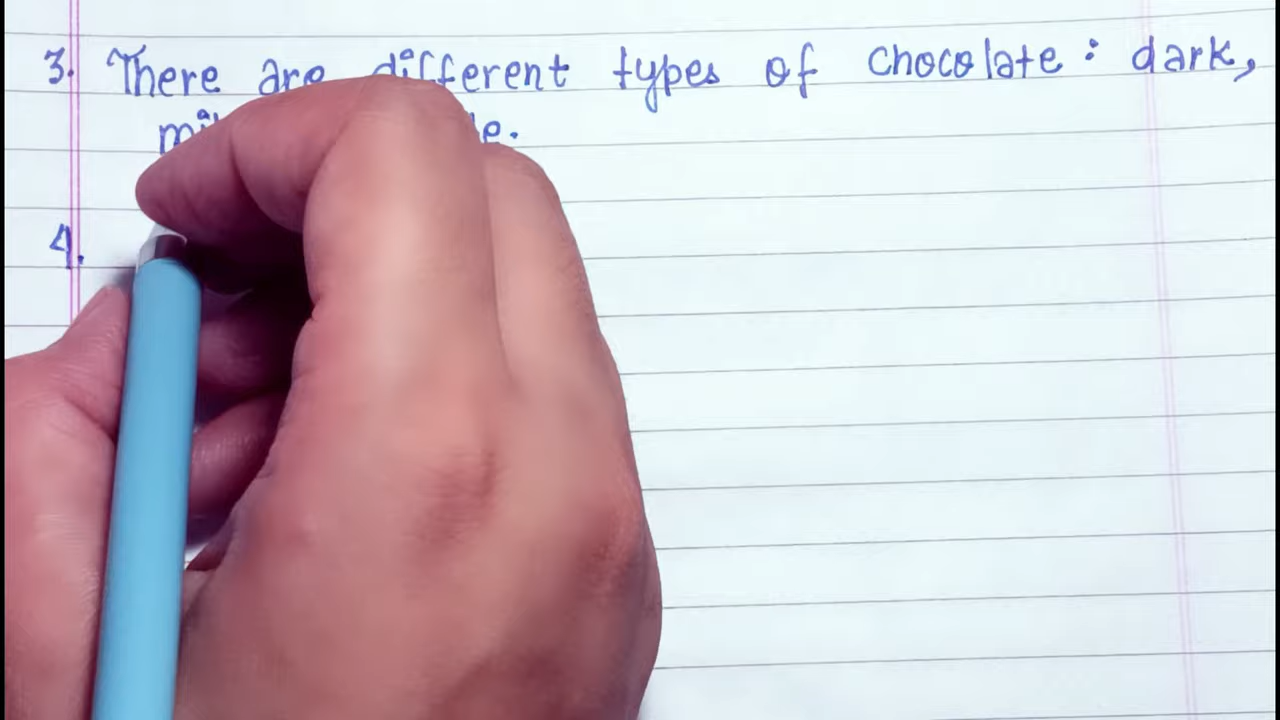 3. There are different types of chocolate: dark,
4.